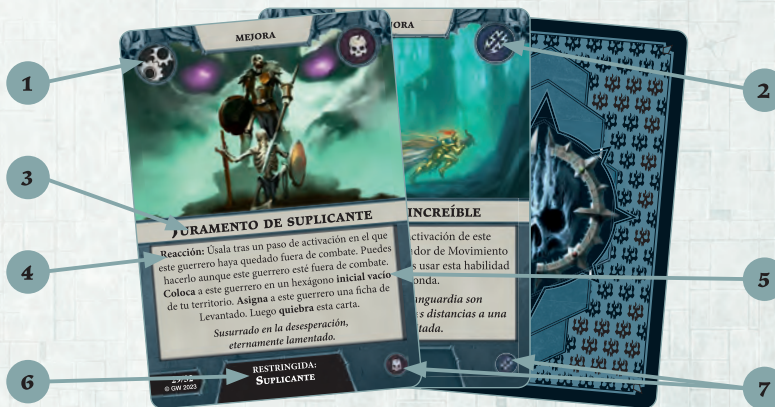 MEJORA
ORA
1
2
3
JURAMENTO DE SUPLICANTE
INCREÍBLE
4
Reacción: Úsala tras un paso de activación en el que
este guerrero haya quedado fuera de combate. Puedes
hacerlo aunque este guerrero esté fuera de combate.
Coloca a este guerrero en un hexágono inicial vacío
de tu territorio. Asigna a este guerrero una ficha de
Levantado. Luego quiebra esta carta.
Susurrado en la desesperación,
eternamente lamentado.
ctivación de este
dor de Movimiento
s usar esta habilidad
onda.
anguardia son
s distancias a una
tada.
5
6
29/32
© GW 2023
RESTRINGIDA:
SUPLICANTE
7